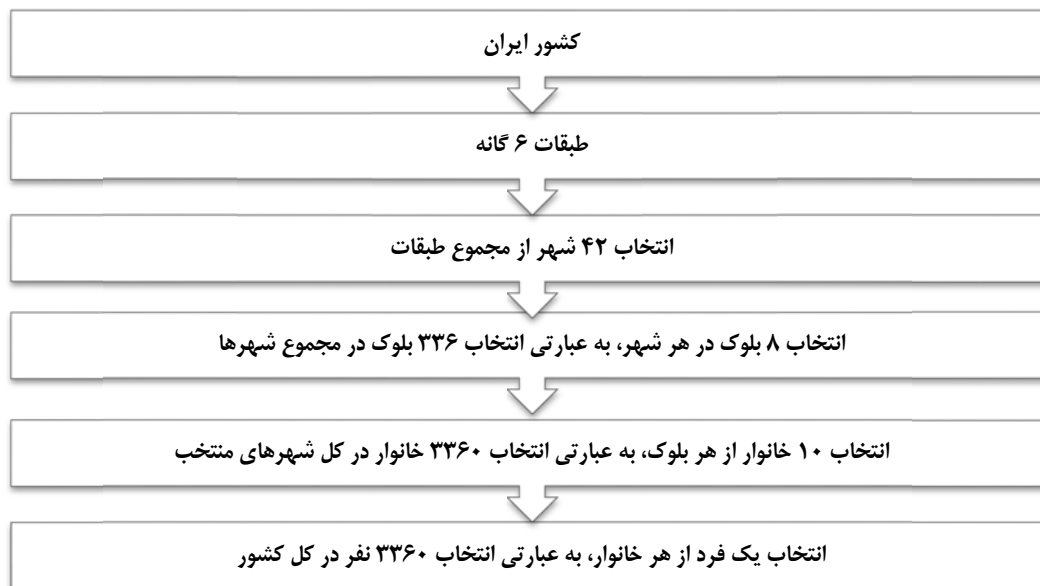 کشور ایران
طبقات ۶ گانه
انتخاب ۴۲ شهر از مجموع طبقات
انتخاب ۸ بلوک در هر شهر، به عبارتی انتخاب ۳۳۶ بلوک در مجموع شهرها
انتخاب ۱۰ خانوار از هر بلوک، به عبارتی انتخاب ۳۳۶۰ خانوار در کل شهرهای منتخب
انتخاب یک فرد از هر خانوار، به عبارتی انتخاب ۳۳۶۰ نفر در کل کشور